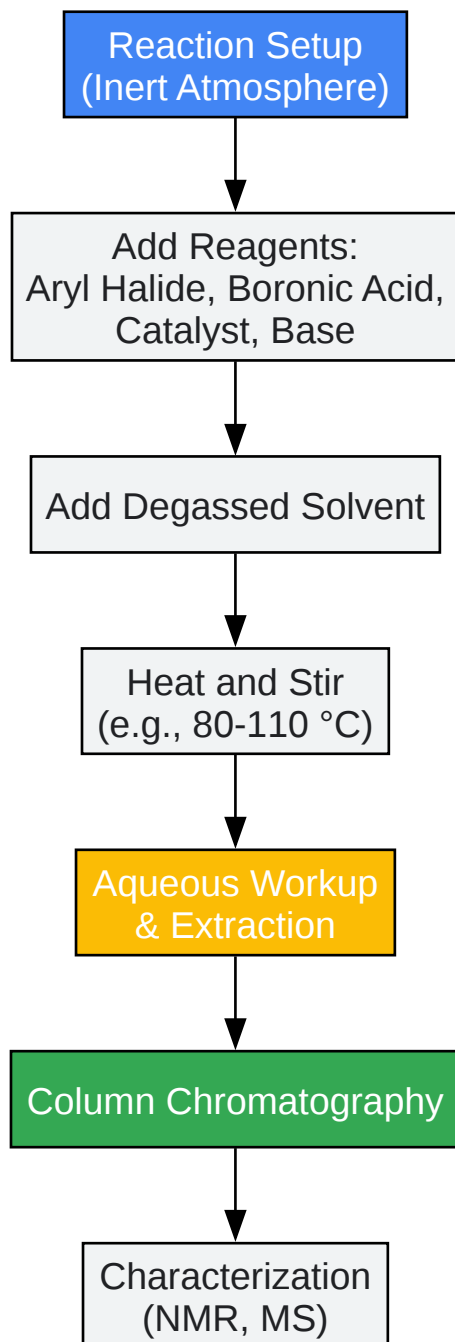 Reaction Setup
(Inert Atmosphere)
Add Reagents:
Aryl Halide, Boronic Acid,
Catalyst, Base
Add Degassed Solvent
Heat and Stir
(e.g., 80-110 °C)
Aqueous Workup
& Extraction
Column Chromatography
Characterization
(NMR, MS)